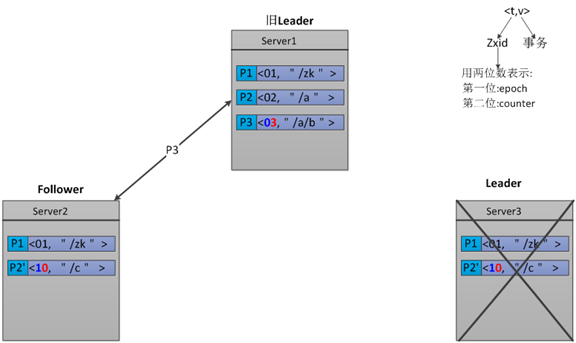 旧Leader
Server1
P1 <01, "/zk" >
P2 <02, "/a" >
P3 <03, "/a/b" >
<t,v>
Zxid 事务
用两位数表示:
第一位:epoch
第二位:counter
P3
Follower
Server2
P1 <01, "/zk" >
P2' <10, "/c" >
Leader
Server3
P1 <01, "/zk" >
P2' <10, "/c" >